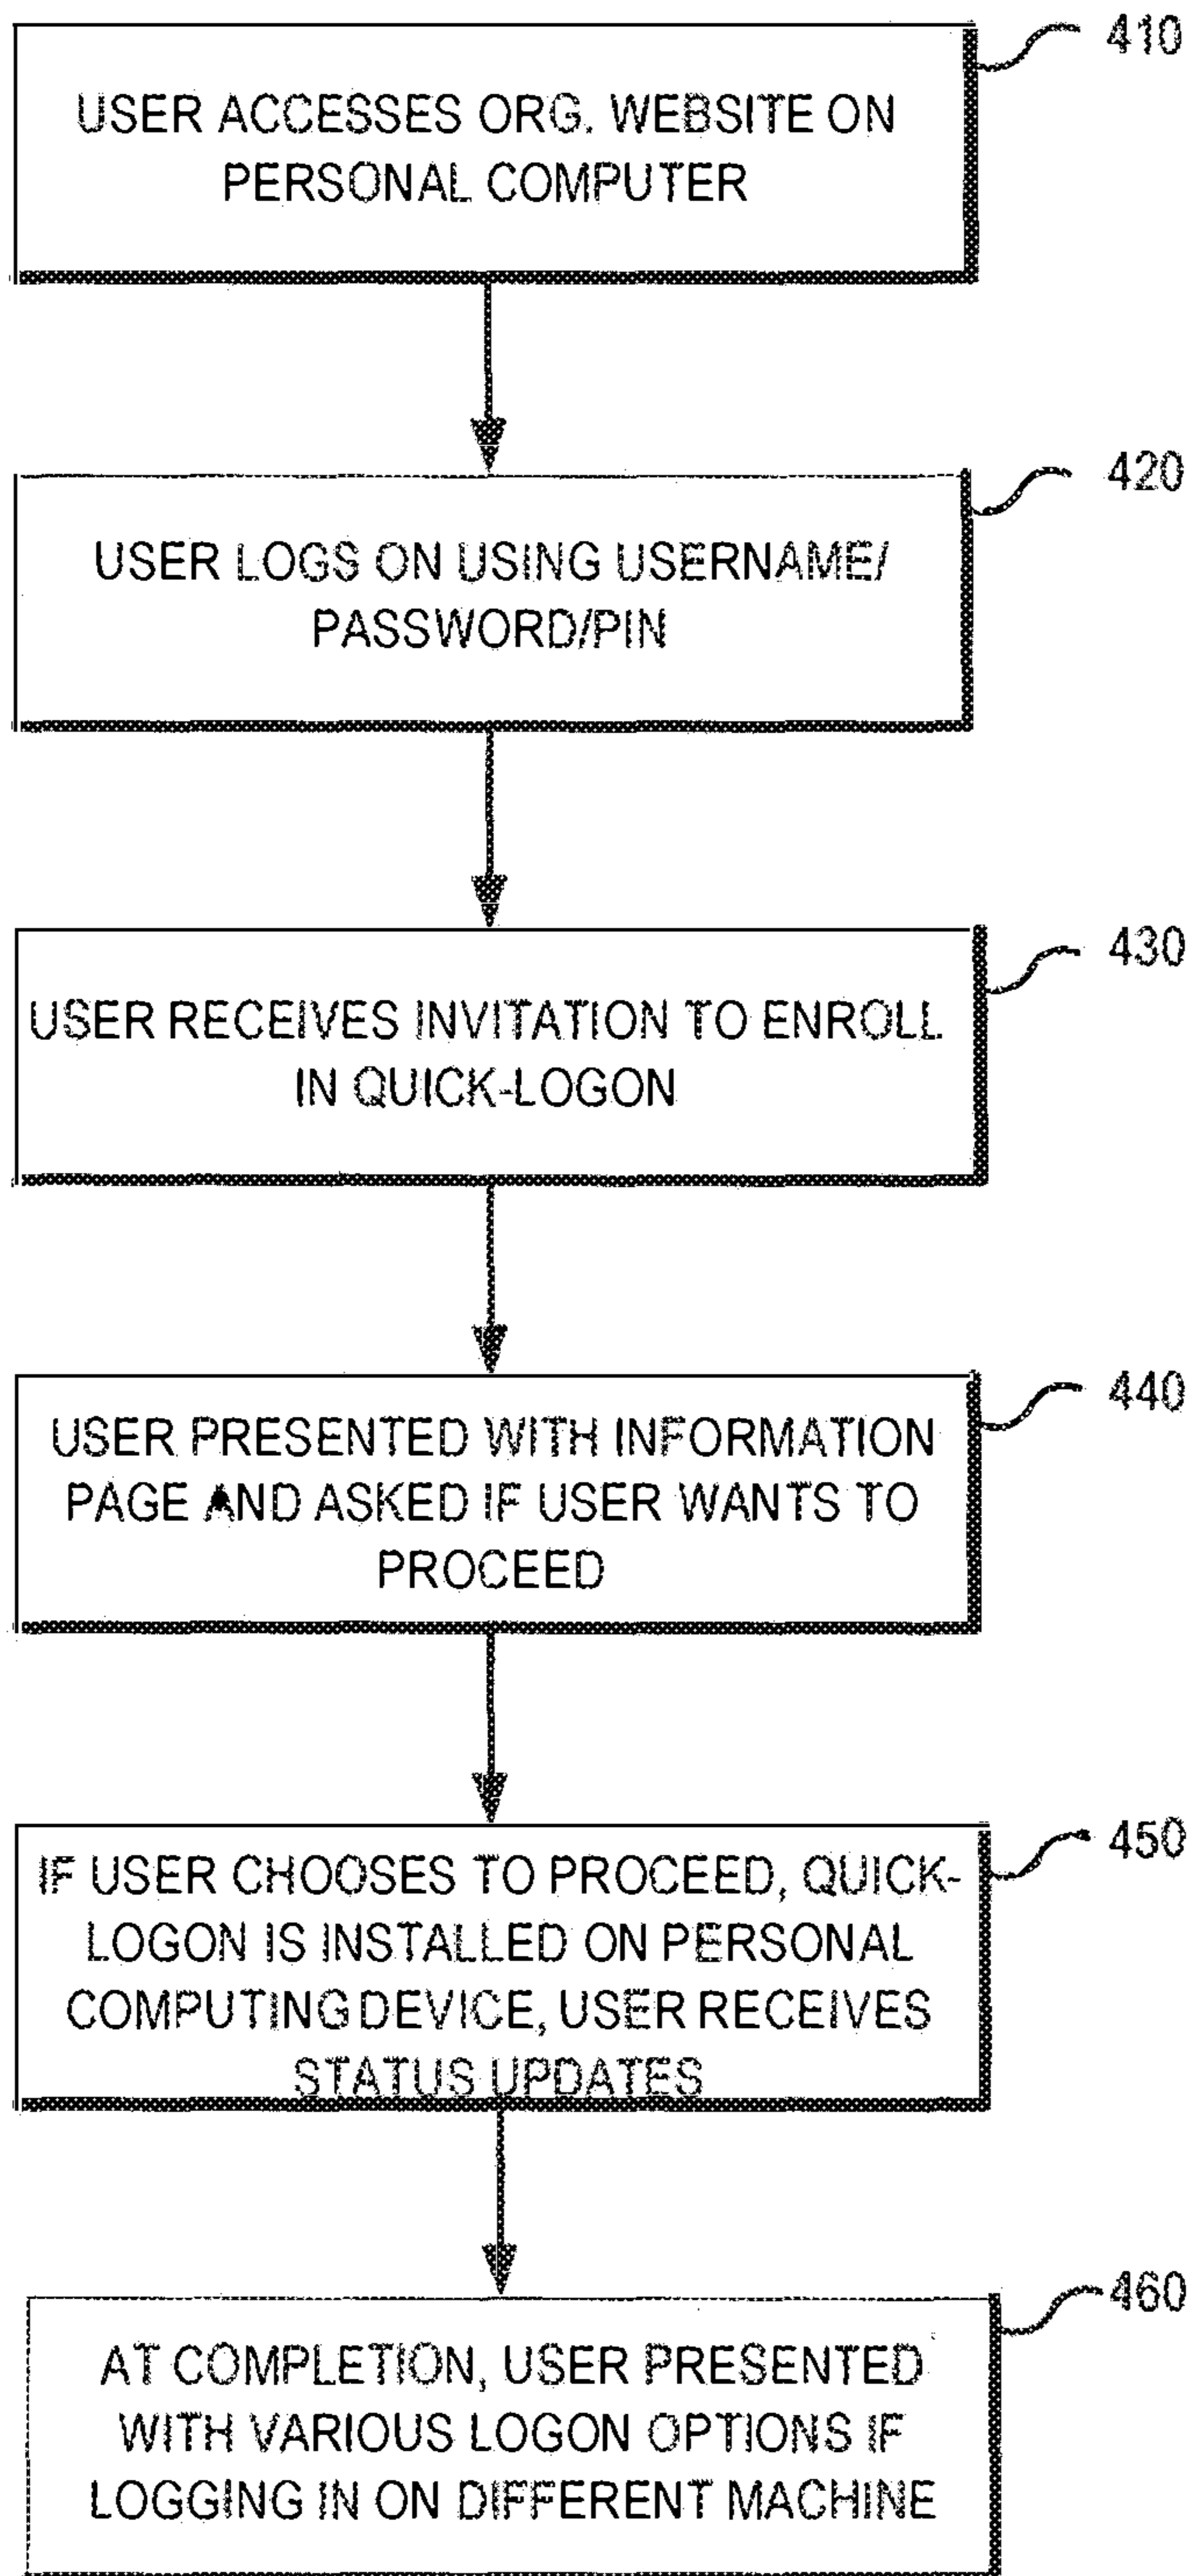 410
USER ACCESSES ORG. WEBSITE ON
PERSONAL COMPUTER
420
USER LOGS ON USING USERNAME/
PASSWORD/PIN
430
USER RECEIVES INVITATION TO ENROLL
IN QUICK-LOGON
440
USER PRESENTED WITH INFORMATION
PAGE AND ASKED IF USER WANTS TO
PROCEED
450
IF USER CHOOSES TO PROCEED, QUICK-
LOGON IS INSTALLED ON PERSONAL
COMPUTING DEVICE, USER RECEIVES
STATUS UPDATES
460
AT COMPLETION, USER PRESENTED
WITH VARIOUS LOGON OPTIONS IF
LOGGING IN ON DIFFERENT MACHINE